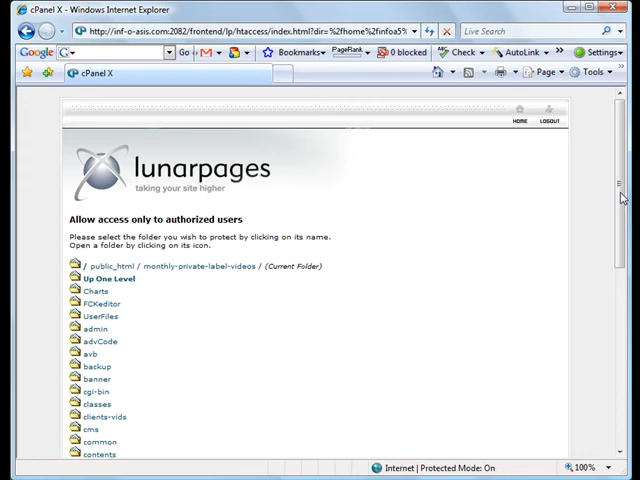 cPanel X - Windows Internet Explorer
http://inf-o-asis.com:2082/frontend/lp/htaccess/index.html?dir=%2fhome%2finfoa5%
Live Search
Google
Go
Bookmarks
PageRank
0 blocked
Check
AutoLink
Settings
cPanel X
Page
Tools
HOME
LOGOUT
lunarpages
taking your site higher
Allow access only to authorized users
Please select the folder you wish to protect by clicking on its name.
Open a folder by clicking on its icon.
/ public_html / monthly-private-label-videos / (Current Folder)
Up One Level
Charts
FCKeditor
UserFiles
admin
advCode
avb
backup
banner
cgi-bin
classes
clients-vids
cms
common
contents
Internet | Protected Mode: On
100%